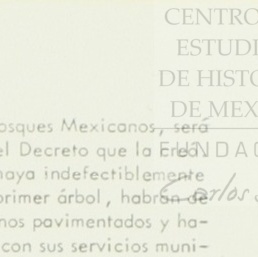 CENTRO
ESTUDI
DE HISTO
DE MEX
FUNDAC
Carlos
osques Mexicanos, será
el Decreto que la crea.
haya indefectiblemente
primer árbol, habrán de
nos pavimentados y ha-
con sus servicios muni-